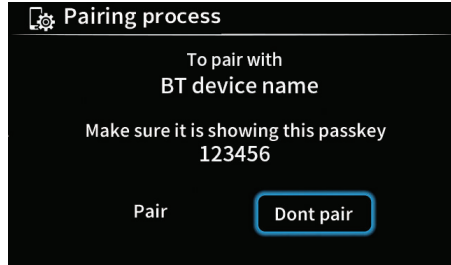 Pairing process
To pair with
BT device name
Make sure it is showing this passkey
123456
Pair
Dont pair